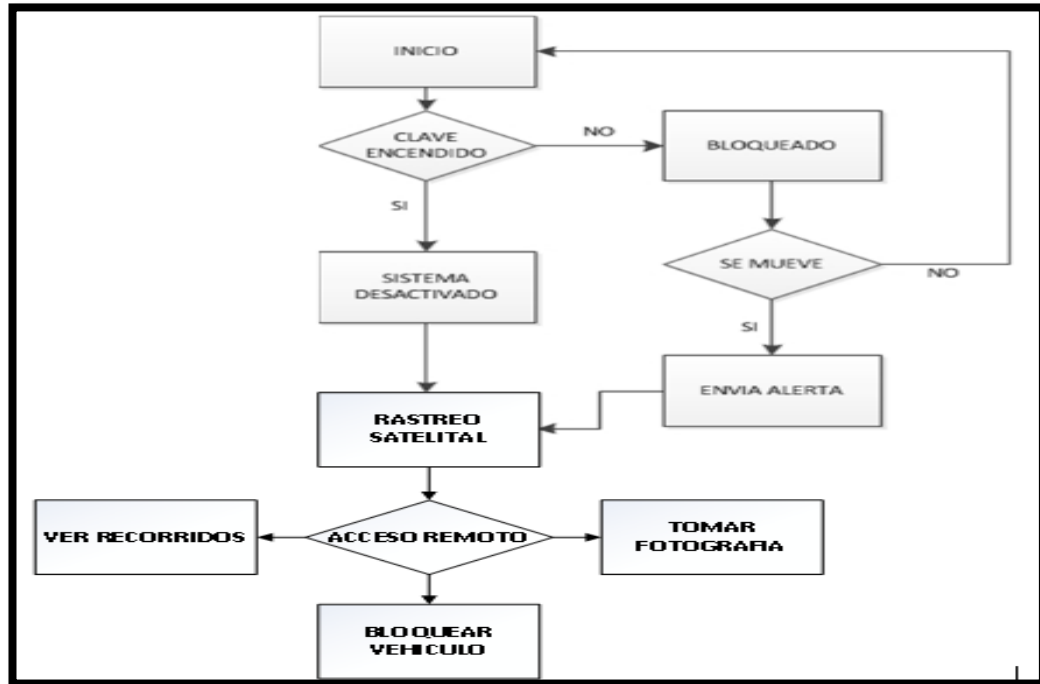 INICIO
CLAVE
ENCENDIDO
NO
BLOQUEADO
SI
SE MUEVE
NO
SISTEMA
DESACTIVADO
SI
ENVIA ALERTA
RASTREO
SATELITAL
VER RECORRIDOS
ACCESO REMOTO
TOMAR
FOTOGRAFIA
BLOQUEAR
VEHICULO